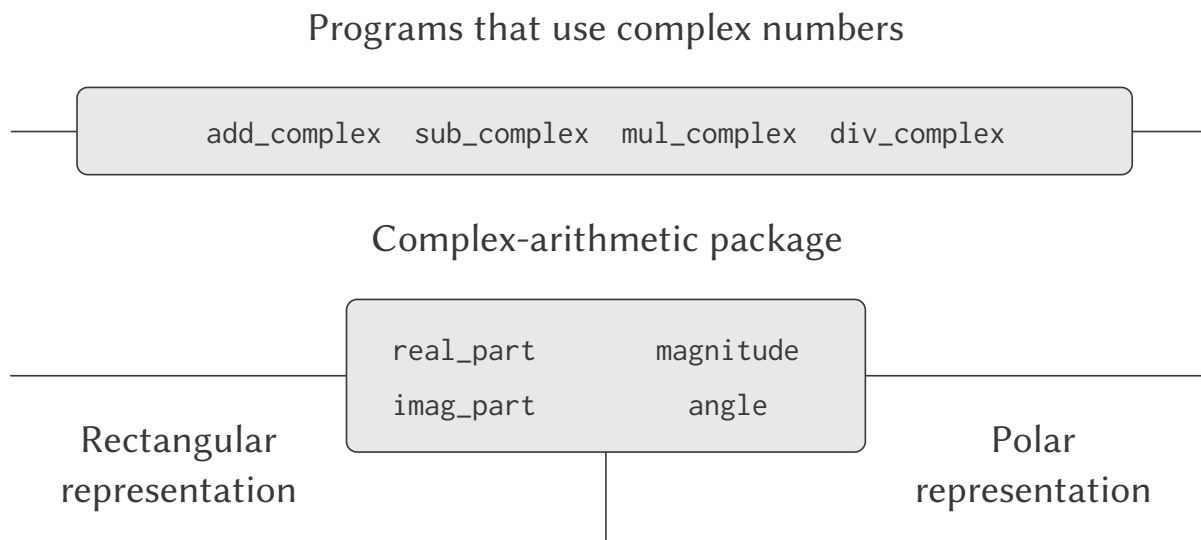 Programs that use complex numbers
add_complex sub_complex mul_complex div_complex
Complex-arithmetic package
real_part magnitude
imag_part angle
Rectangular
representation
Polar
representation